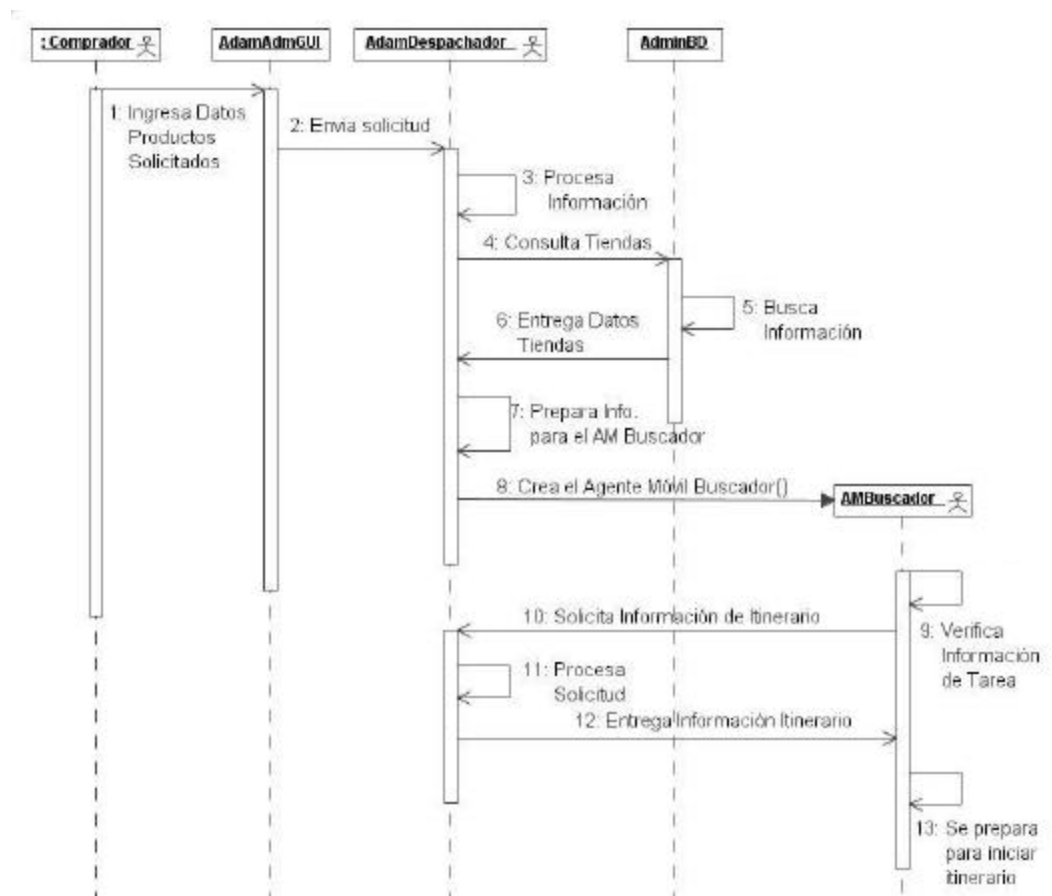 : Comprador
AdamAdmGUI
AdamDespachador
AdminBD
1: Ingresa Datos
Productos
Solicitados
2: Envia solicitud
3: Procesa
Información
4: Consulta Tiendas
5: Busca
Información
6: Entrega Datos
Tiendas
7: Prepara Info.
para el AM Buscador
8: Crea el Agente Móvil Buscador()
AMBuscador
9: Verifica
Información
de Tarea
10: Solicita Información de Itinerario
11: Procesa
Solicitud
12: Entrega Información Itinerario
13: Se prepara
para iniciar
itinerario